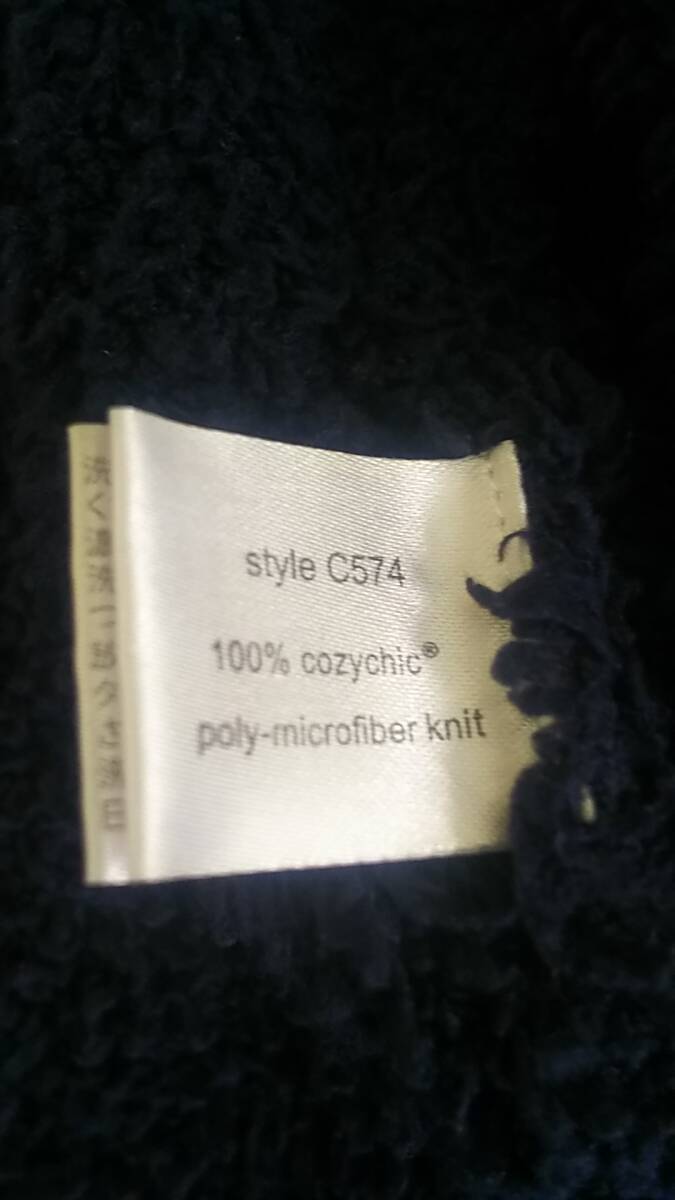 style C574
100% cozychic®
poly-microfiber knit